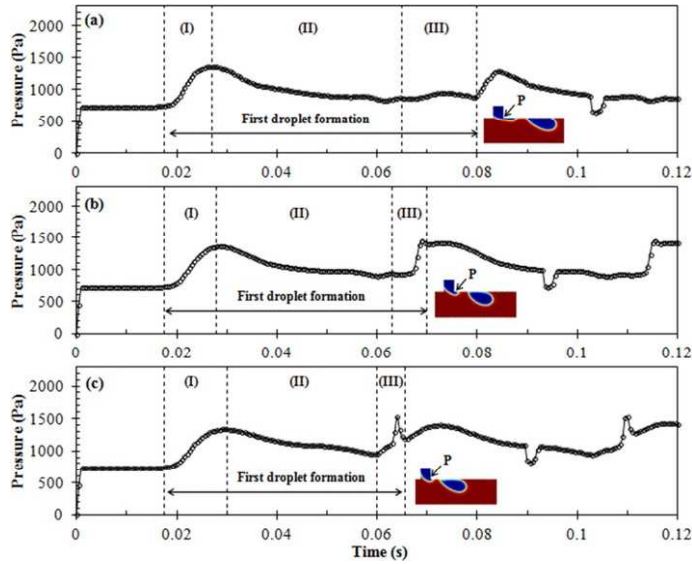 (a)
(I)
(II)
(III)
2000
1500
1000
500
0
Pressure (Pa)
First droplet formation
P
0
0.02
0.04
0.06
0.08
0.1
0.12
(b)
(I)
(II)
(III)
2000
1500
1000
500
0
Pressure (Pa)
First droplet formation
P
0
0.02
0.04
0.06
0.08
0.1
0.12
(c)
(I)
(II)
(III)
2000
1500
1000
500
0
Pressure (Pa)
First droplet formation
P
0
0.02
0.04
0.06
0.08
0.1
0.12
Time (s)